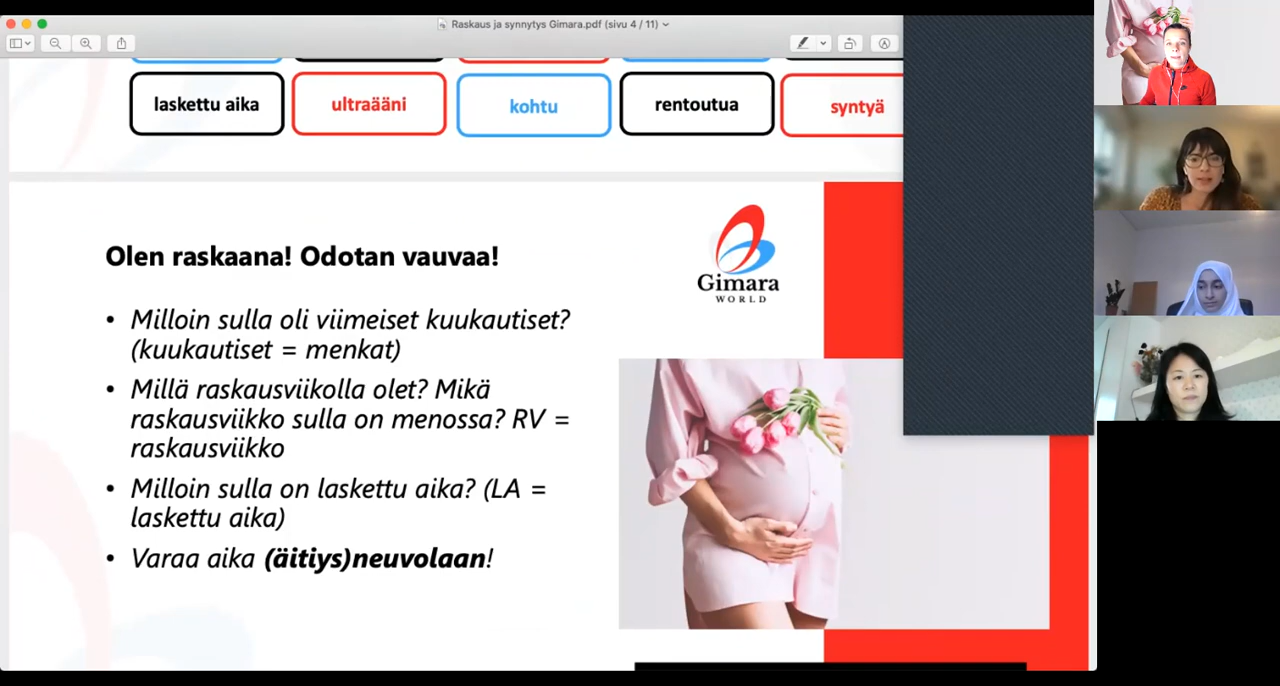 Raskaus ja synnytys Gimara.pdf (sivu 4 / 11)
laskettu aika
ultraääni
kohtu
rentoutua
syntyä
Gimara
WORLD
Olen raskaana! Odotan vauvaa!
• Milloin sulla oli viimeiset kuukautiset?
(kuukautiset = menkat)
• Millä raskausviikolla olet? Mikä
raskausviikko sulla on menossa? RV =
raskausviikko
• Milloin sulla on laskettu aika? (LA =
laskettu aika)
• Varaa aika (äitiys)neuvolaan!